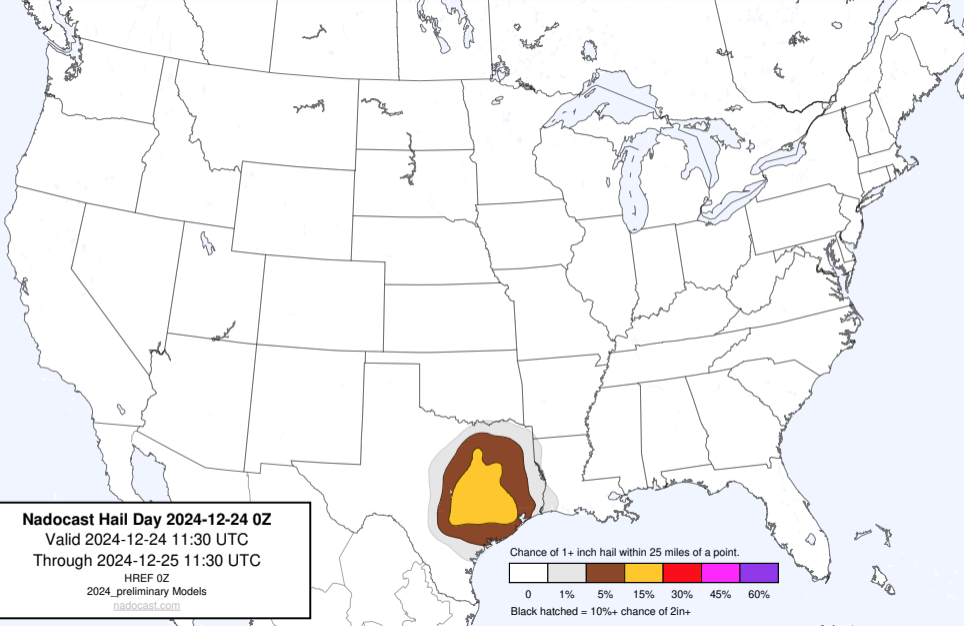 Nadocast Hail Day 2024-12-24 0Z
Valid 2024-12-24 11:30 UTC
Through 2024-12-25 11:30 UTC
HREF 0Z
2024_preliminary Models
nadocast.com
Chance of 1+ inch hail within 25 miles of a point.
0 1% 5% 15% 30% 45% 60%
Black hatched = 10%+ chance of 2in+